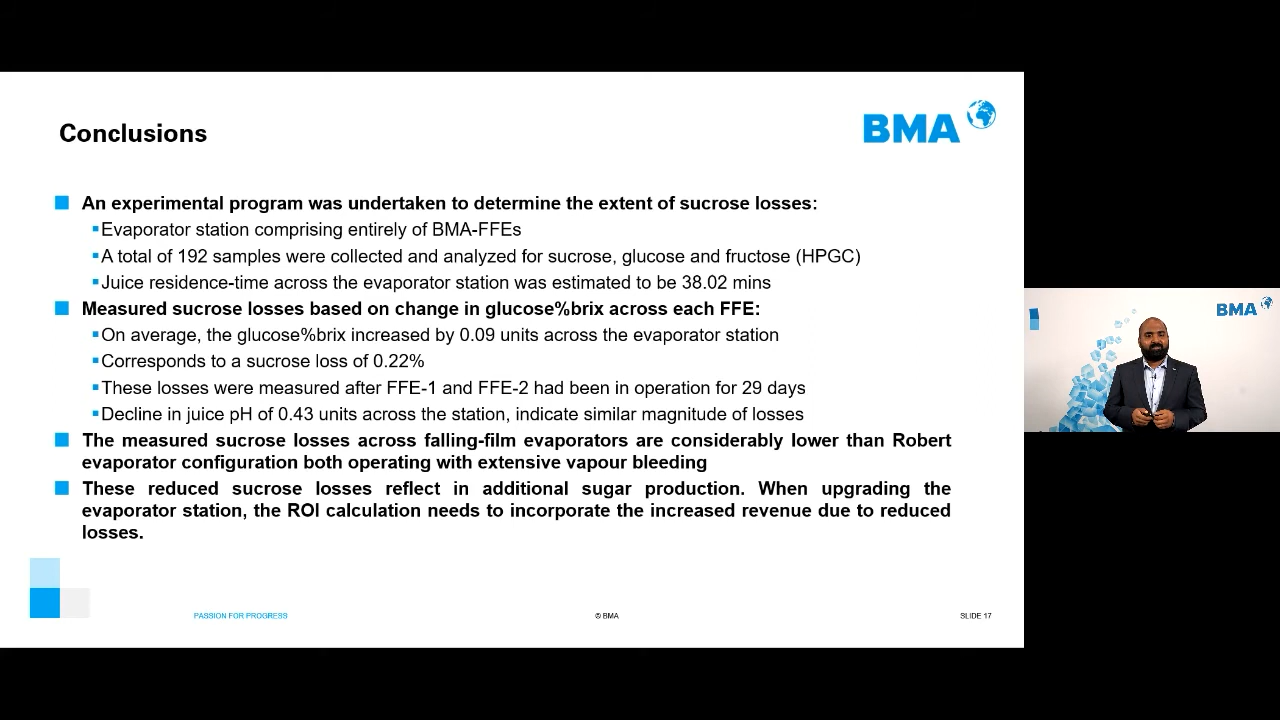 Conclusions
BMA
An experimental program was undertaken to determine the extent of sucrose losses:
Evaporator station comprising entirely of BMA-FFEs
A total of 192 samples were collected and analyzed for sucrose, glucose and fructose (HPGC)
Juice residence-time across the evaporator station was estimated to be 38.02 mins
Measured sucrose losses based on change in glucose%brix across each FFE:
On average, the glucose%brix increased by 0.09 units across the evaporator station
Corresponds to a sucrose loss of 0.22%
These losses were measured after FFE-1 and FFE-2 had been in operation for 29 days
Decline in juice pH of 0.43 units across the station, indicate similar magnitude of losses
The measured sucrose losses across falling-film evaporators are considerably lower than Robert
evaporator configuration both operating with extensive vapour bleeding
These reduced sucrose losses reflect in additional sugar production. When upgrading the
evaporator station, the ROI calculation needs to incorporate the increased revenue due to reduced
losses.
PASSION FOR PROGRESS
© BMA
SLIDE 17
BMA